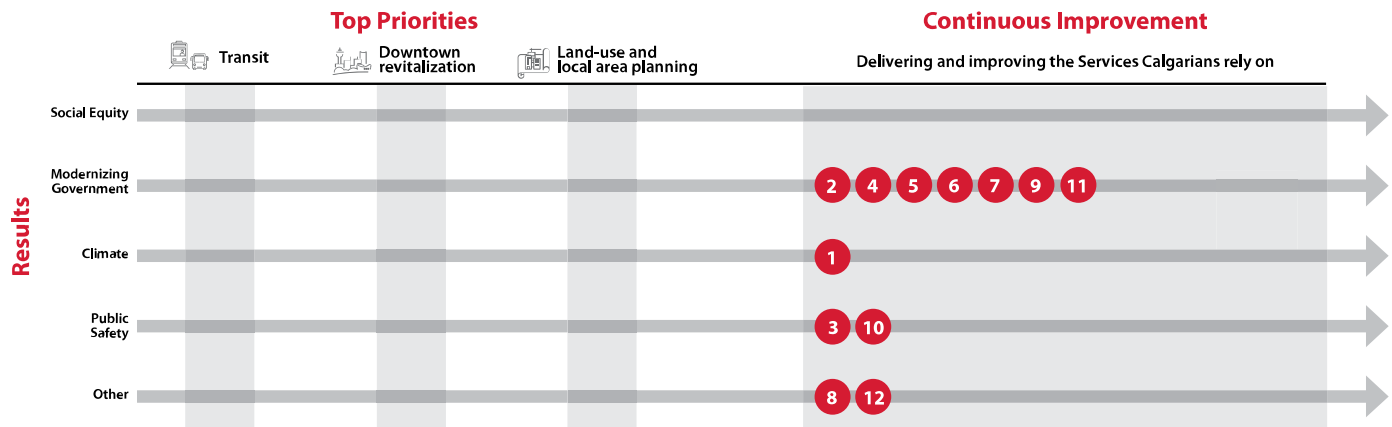 Top Priorities
Continuous Improvement
Transit
Downtown
revitalization
Land-use and
local area planning
Delivering and improving the Services Calgarians rely on
Results
Social Equity
Modernizing
Government
2 4 5 6 7 9 11
Climate
1
Public
Safety
3 10
Other
8 12